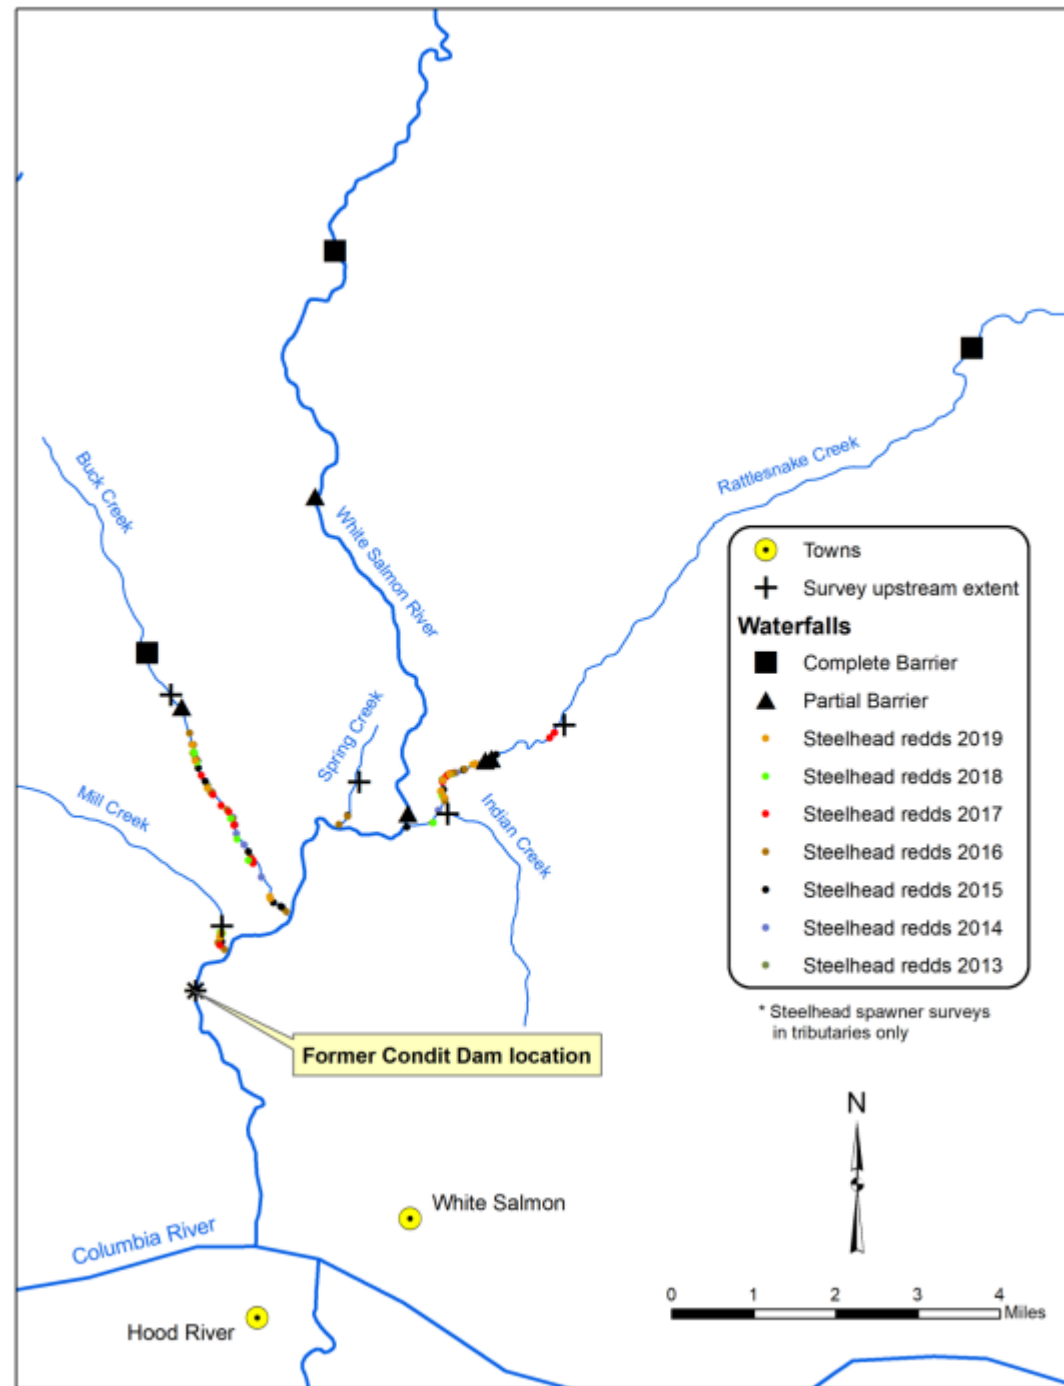 Buck Creek
White Salmon River
Rattlesnake Creek
Spring Creek
Mill Creek
Indian Creek
Towns
Survey upstream extent
Waterfalls
Complete Barrier
Partial Barrier
Steelhead redds 2019
Steelhead redds 2018
Steelhead redds 2017
Steelhead redds 2016
Steelhead redds 2015
Steelhead redds 2014
Steelhead redds 2013
* Steelhead spawner surveys
in tributaries only
Former Condit Dam location
N
White Salmon
Columbia River
Hood River
0 1 2 3 4
Miles